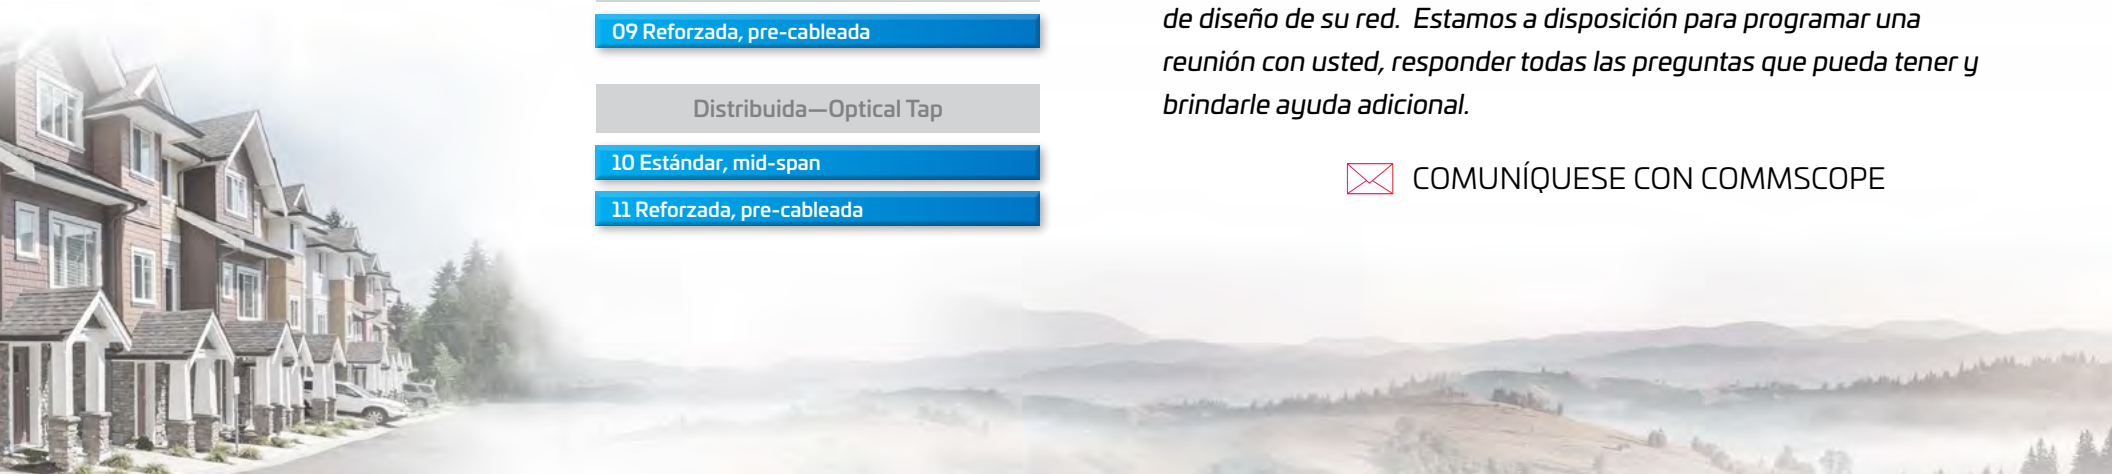 09 Reforzada, pre-cableada
Distribuida—Optical Tap
10 Estándar, mid-span
11 Reforzada, pre-cableada
de diseño de su red. Estamos a disposición para programar una
reunión con usted, responder todas las preguntas que pueda tener y
brindarle ayuda adicional.
COMUNÍQUESE CON COMMSCOPE